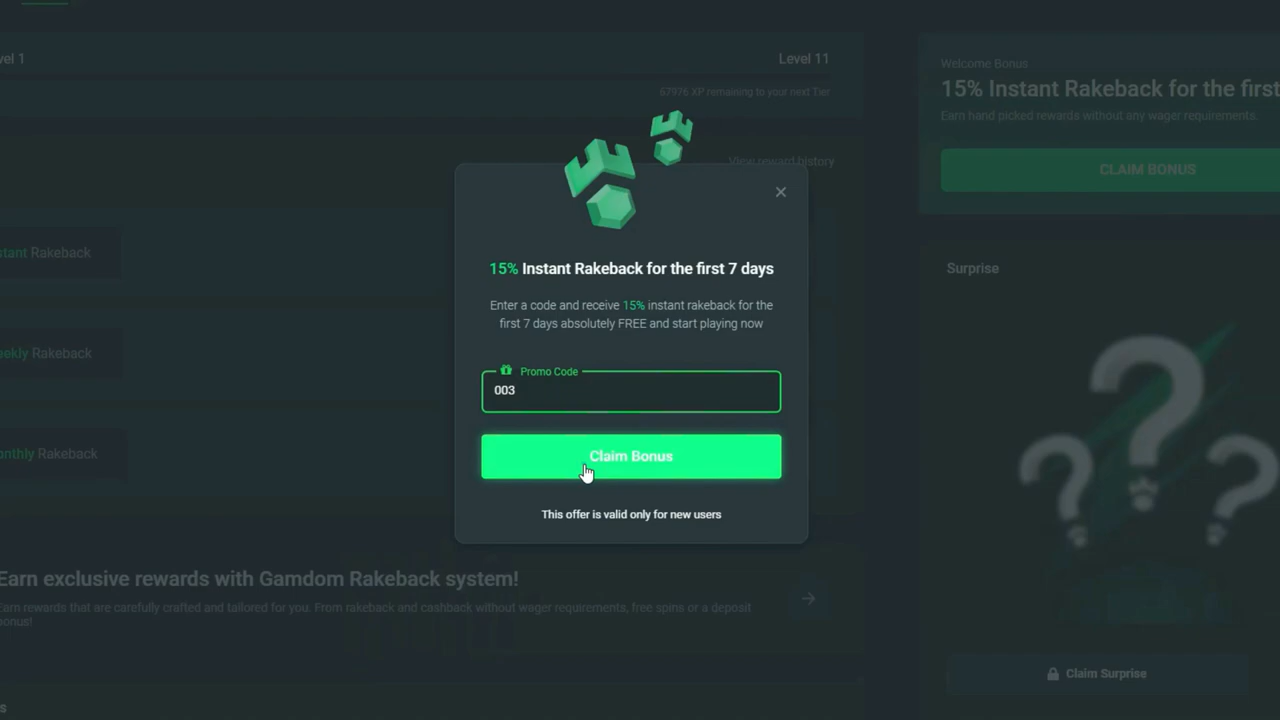 vel 1
Level 11
67976 XP remaining to your next Tier
View reward history
stant Rakeback
eekly Rakeback
onthly Rakeback
Earn exclusive rewards with Gamdom Rakeback system!
Earn rewards that are carefully crafted and tailored for you. From rakeback and cashback without wager requirements, free spins or a deposit
bonus!
s
15% Instant Rakeback for the first 7 days
Enter a code and receive 15% instant rakeback for the
first 7 days absolutely FREE and start playing now
Promo Code
003
Claim Bonus
This offer is valid only for new users
Welcome Bonus
15% Instant Rakeback for the first
Earn hand picked rewards without any wager requirements.
CLAIM BONUS
Surprise
Claim Surprise